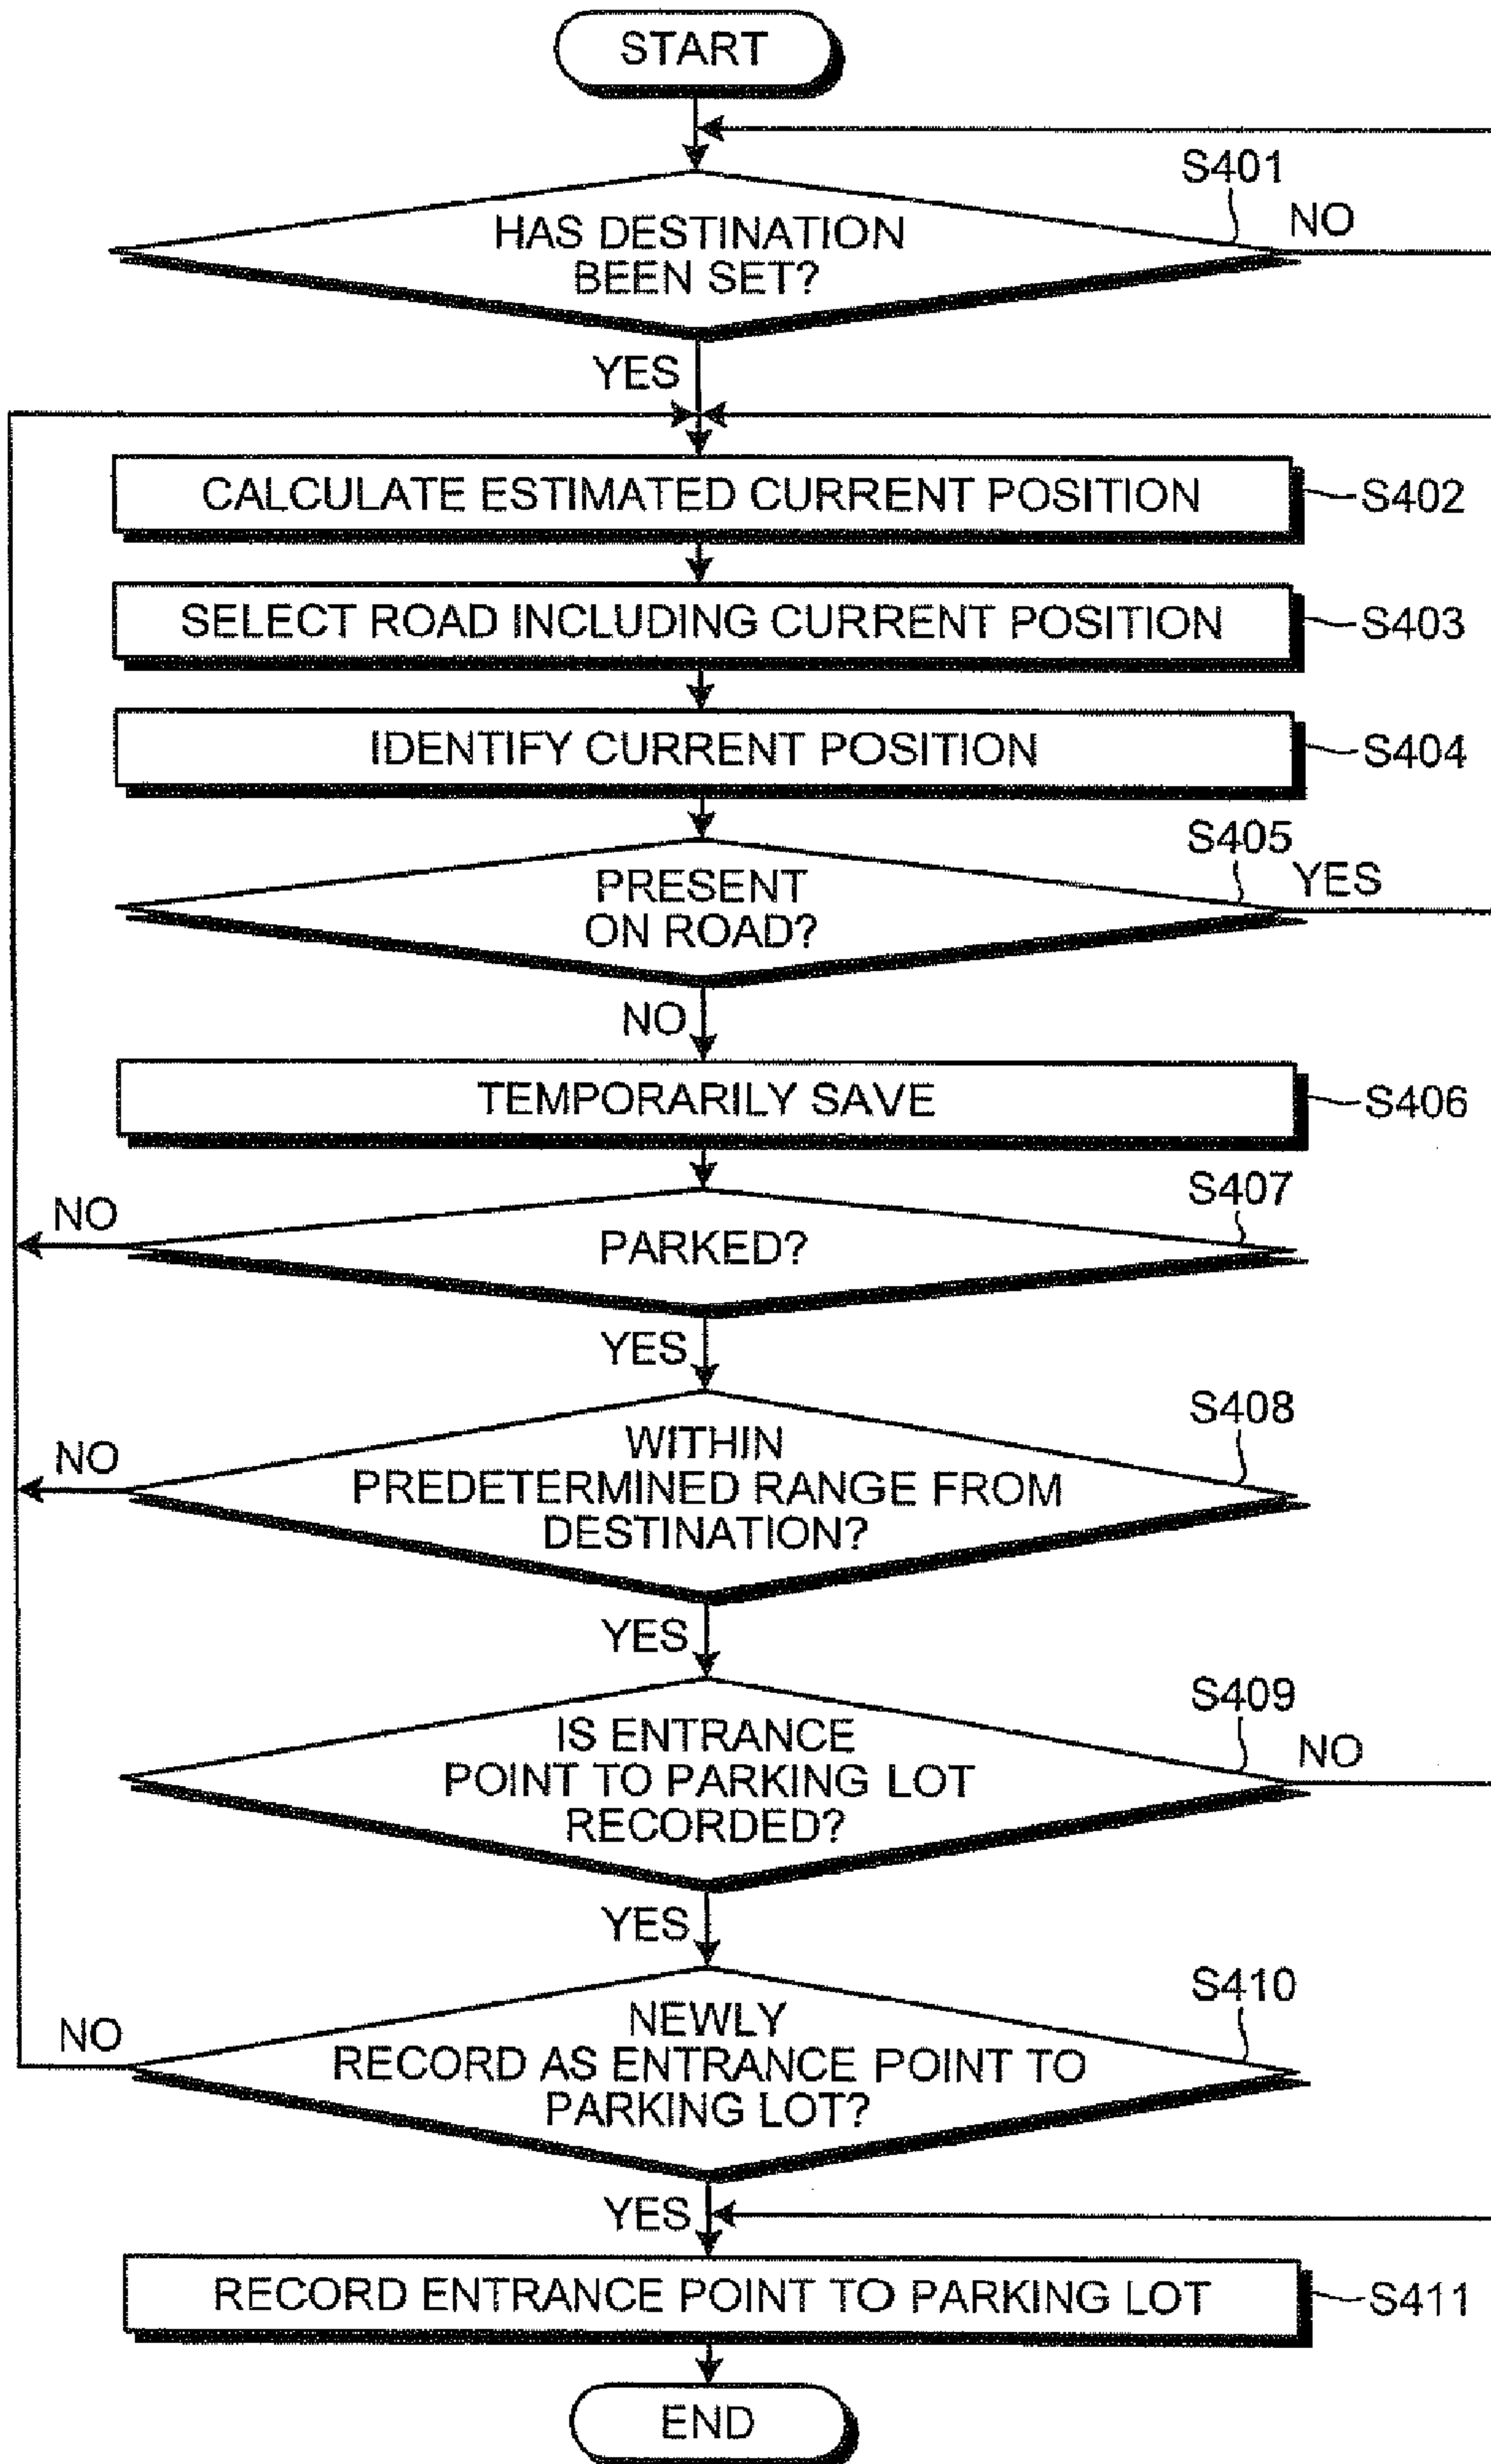 START
S401
HAS DESTINATION
BEEN SET?
NO
YES
CALCULATE ESTIMATED CURRENT POSITION
S402
SELECT ROAD INCLUDING CURRENT POSITION
S403
IDENTIFY CURRENT POSITION
S404
S405
PRESENT
ON ROAD?
YES
NO
TEMPORARILY SAVE
S406
S407
NO
PARKED?
YES
S408
NO
WITHIN
PREDETERMINED RANGE FROM
DESTINATION?
YES
S409
IS ENTRANCE
POINT TO PARKING LOT
RECORDED?
NO
YES
S410
NO
NEWLY
RECORD AS ENTRANCE POINT TO
PARKING LOT?
YES
RECORD ENTRANCE POINT TO PARKING LOT
S411
END